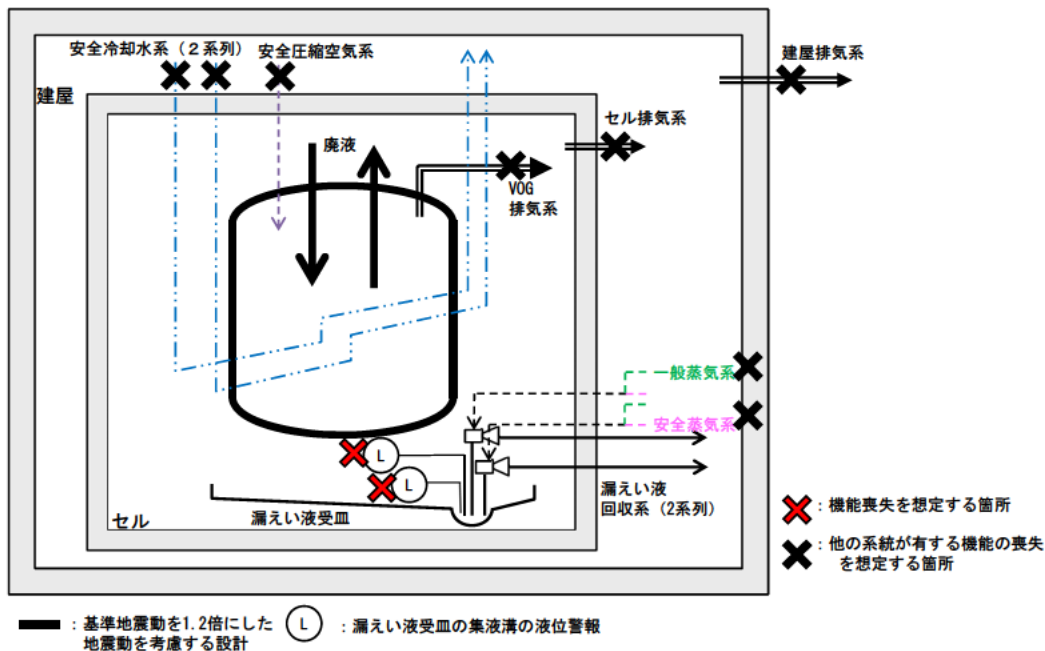 安全冷却水系(２系列)
安全圧縮空気系
建屋排気系
建屋
セル排気系
廃液
VOG
排気系
一般蒸気系
安全蒸気系
L
L
漏えい液
回収系（2系列）
漏えい液受皿
セル
：機能喪失を想定する箇所
：他の系統が有する機能の喪失
を想定する箇所
：基準地震動を1.2倍にした
地震動を考慮する設計
L
：漏えい液受皿の集液溝の液位警報